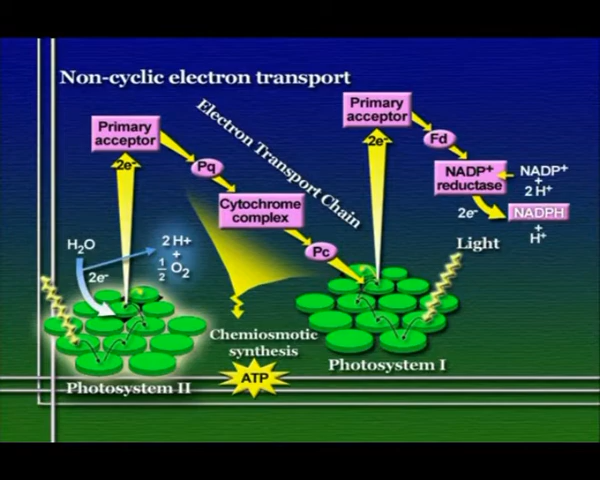 Non-cyclic electron transport
Primary
acceptor
2e-
Pq
Electron Transport Chain
Cytochrome
complex
Pc
Primary
acceptor
2e-
Fd
NADP+
reductase
NADP+
+
2 H+
2e-
NADPH
+
H+
Light
H2O
2 H+
+
1/2 O2
2e-
Chemiosmotic
synthesis
ATP
Photosystem II
Photosystem I